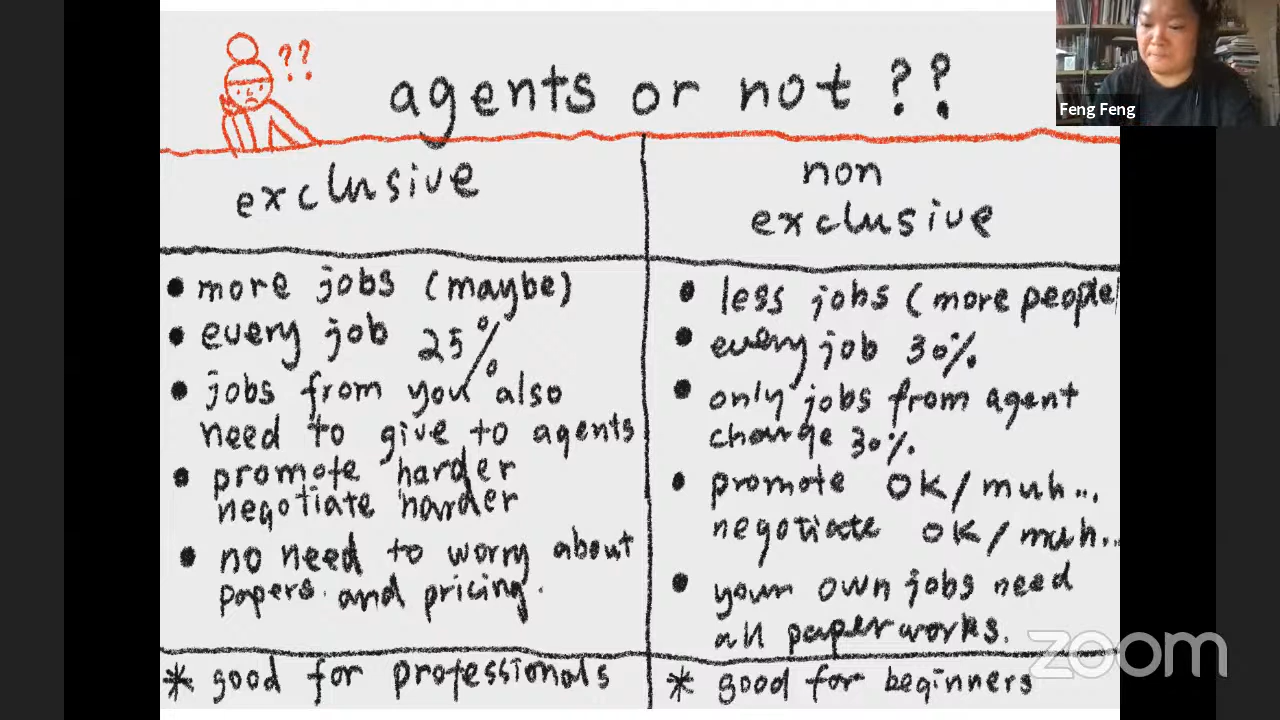 ??
agents or not ??
Feng Feng
exclusive
• more jobs (maybe)
• every job 25%
• jobs from you also
need to give to agents
• promote harder
negotiate harder
• no need to worry about
papers. and pricing.
* good for professionals
non
exclusive
• less jobs (more people
• every job 30%.
• only jobs from agent
charge 30%.
• promote OK/muh...
negotiate OK/muh..
• your own jobs need
all paperworks.
* good for beginners
zoom